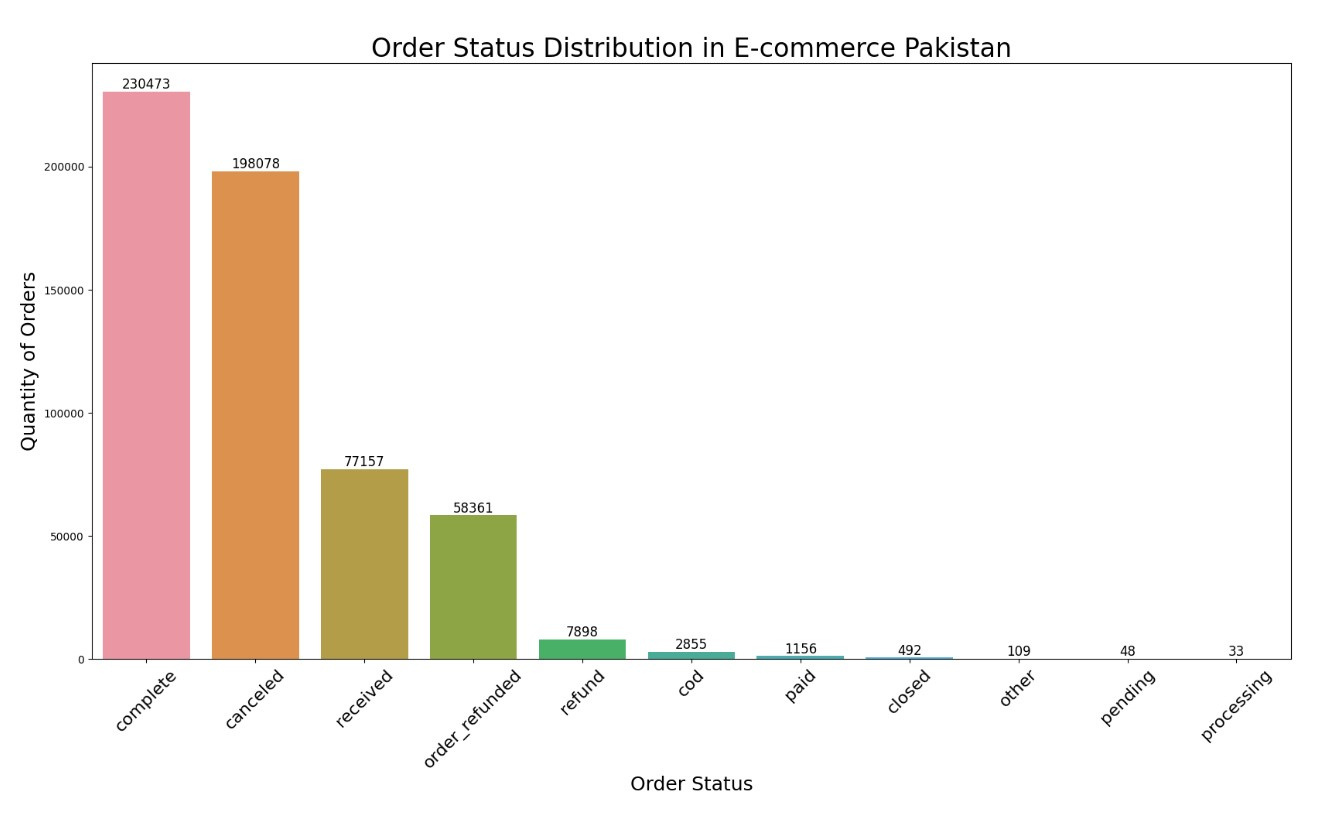 Order Status Distribution in E-commerce Pakistan
230473
198078
77157
58361
7898
2855
1156
492
109
48
33
200000
150000
100000
50000
0
Quantity of Orders
complete
canceled
received
order_refunded
refund
cod
paid
closed
other
pending
processing
Order Status